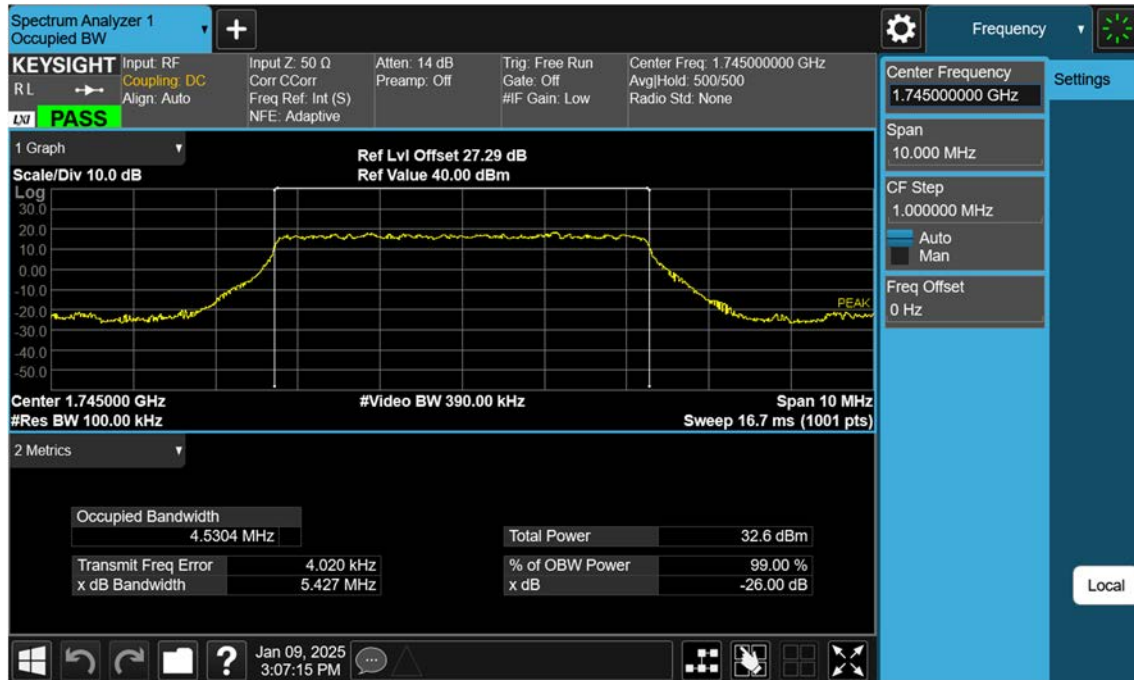 Spectrum Analyzer 1
Occupied BW
+
Frequency
KEYSIGHT
R L
LXI
PASS
Input: RF
Coupling: DC
Align: Auto
Input Z: 50 Ω
Corr CCorr
Freq Ref: Int (S)
NFE: Adaptive
Atten: 14 dB
Preamp: Off
Trig: Free Run
Gate: Off
#IF Gain: Low
Center Freq: 1.745000000 GHz
Avg|Hold: 500/500
Radio Std: None
Center Frequency
1.745000000 GHz
Settings
Span
10.000 MHz
CF Step
1.000000 MHz
Auto
Man
Freq Offset
0 Hz
1 Graph
Scale/Div 10.0 dB
Ref Lvl Offset 27.29 dB
Ref Value 40.00 dBm
Log
30.0
20.0
10.0
0.00
-10.0
-20.0
-30.0
-40.0
-50.0
PEAK
Center 1.745000 GHz
#Video BW 390.00 kHz
Span 10 MHz
#Res BW 100.00 kHz
Sweep 16.7 ms (1001 pts)
2 Metrics
Occupied Bandwidth
4.5304 MHz
Total Power 32.6 dBm
Transmit Freq Error 4.020 kHz
% of OBW Power 99.00 %
x dB Bandwidth 5.427 MHz
x dB -26.00 dB
Local
?
Jan 09, 2025
3:07:15 PM